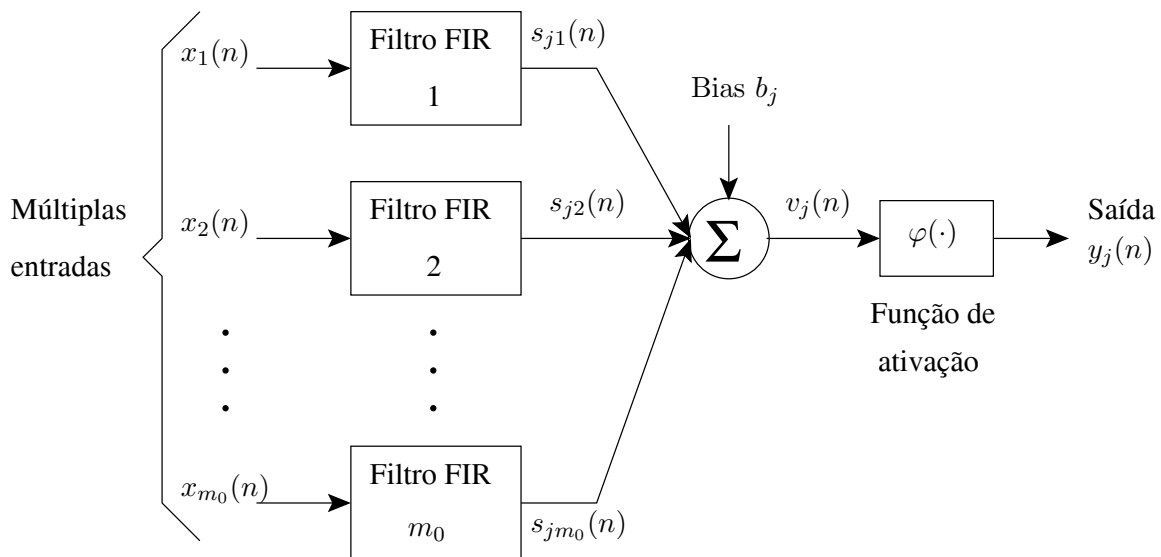 x_1(n)
Filtro FIR
1
s_{j1}(n)
Bias b_j
Múltiplas
entradas
x_2(n)
Filtro FIR
2
s_{j2}(n)
Σ
v_j(n)
φ(·)
Saída
y_j(n)
Função de
ativação
x_{m_0}(n)
Filtro FIR
m_0
s_{jm_0}(n)